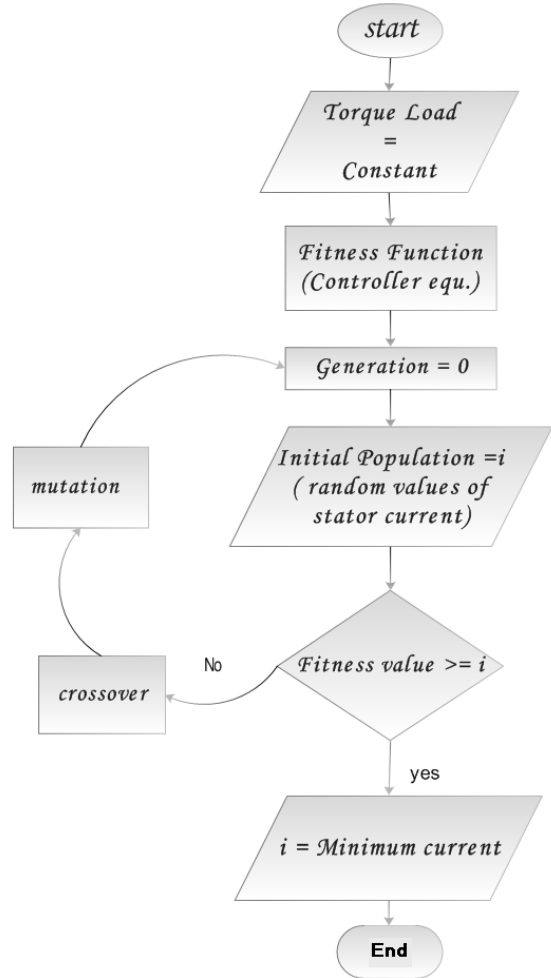 start
Torque Load
=
Constant
Fitness Function
(Controller equ.)
Generation = 0
Initial Population =i
( random values of
stator current)
mutation
Fitness value >= i
No
crossover
yes
i = Minimum current
End